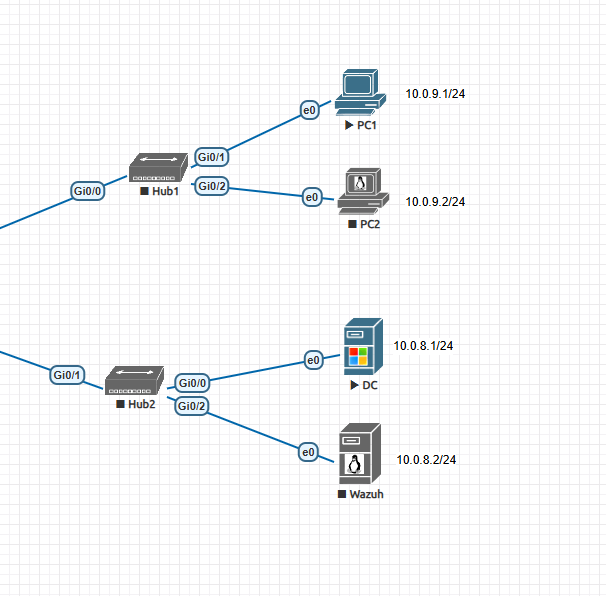 10.0.9.1/24
e0
PC1
Gi0/1
Gi0/0
Hub1
Gi0/2
e0
10.0.9.2/24
PC2
10.0.8.1/24
e0
DC
Gi0/1
Gi0/0
Hub2
Gi0/2
e0
10.0.8.2/24
Wazuh